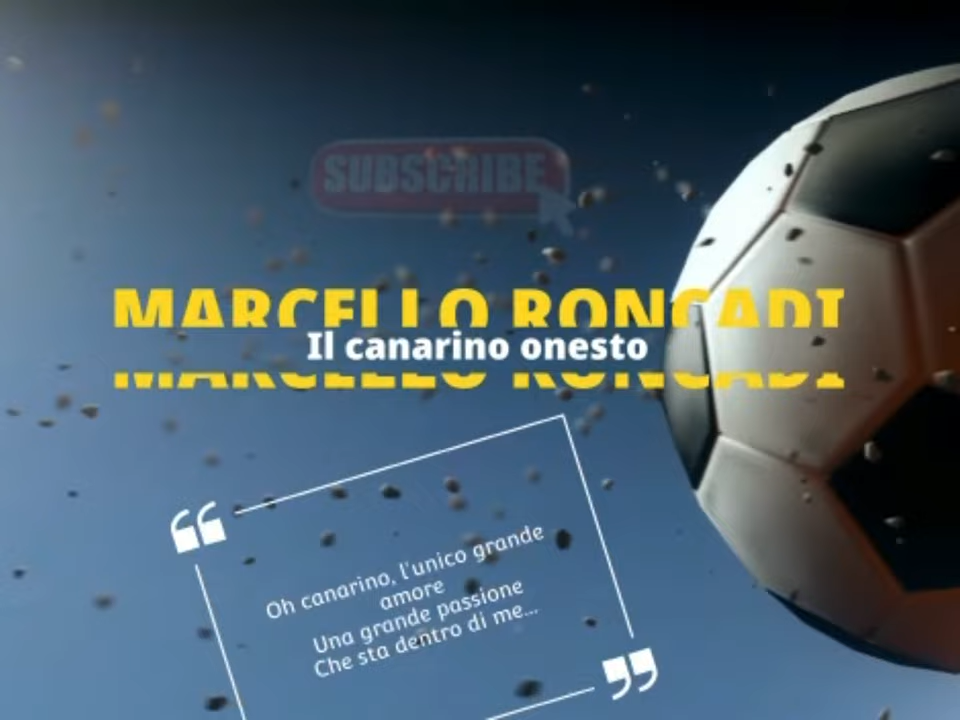 SUBSCRIBE
MARCELLO RONCADI
Il canarino onesto
Oh canarino, l'unico grande
amore
Una grande passione
Che sta dentro di me...